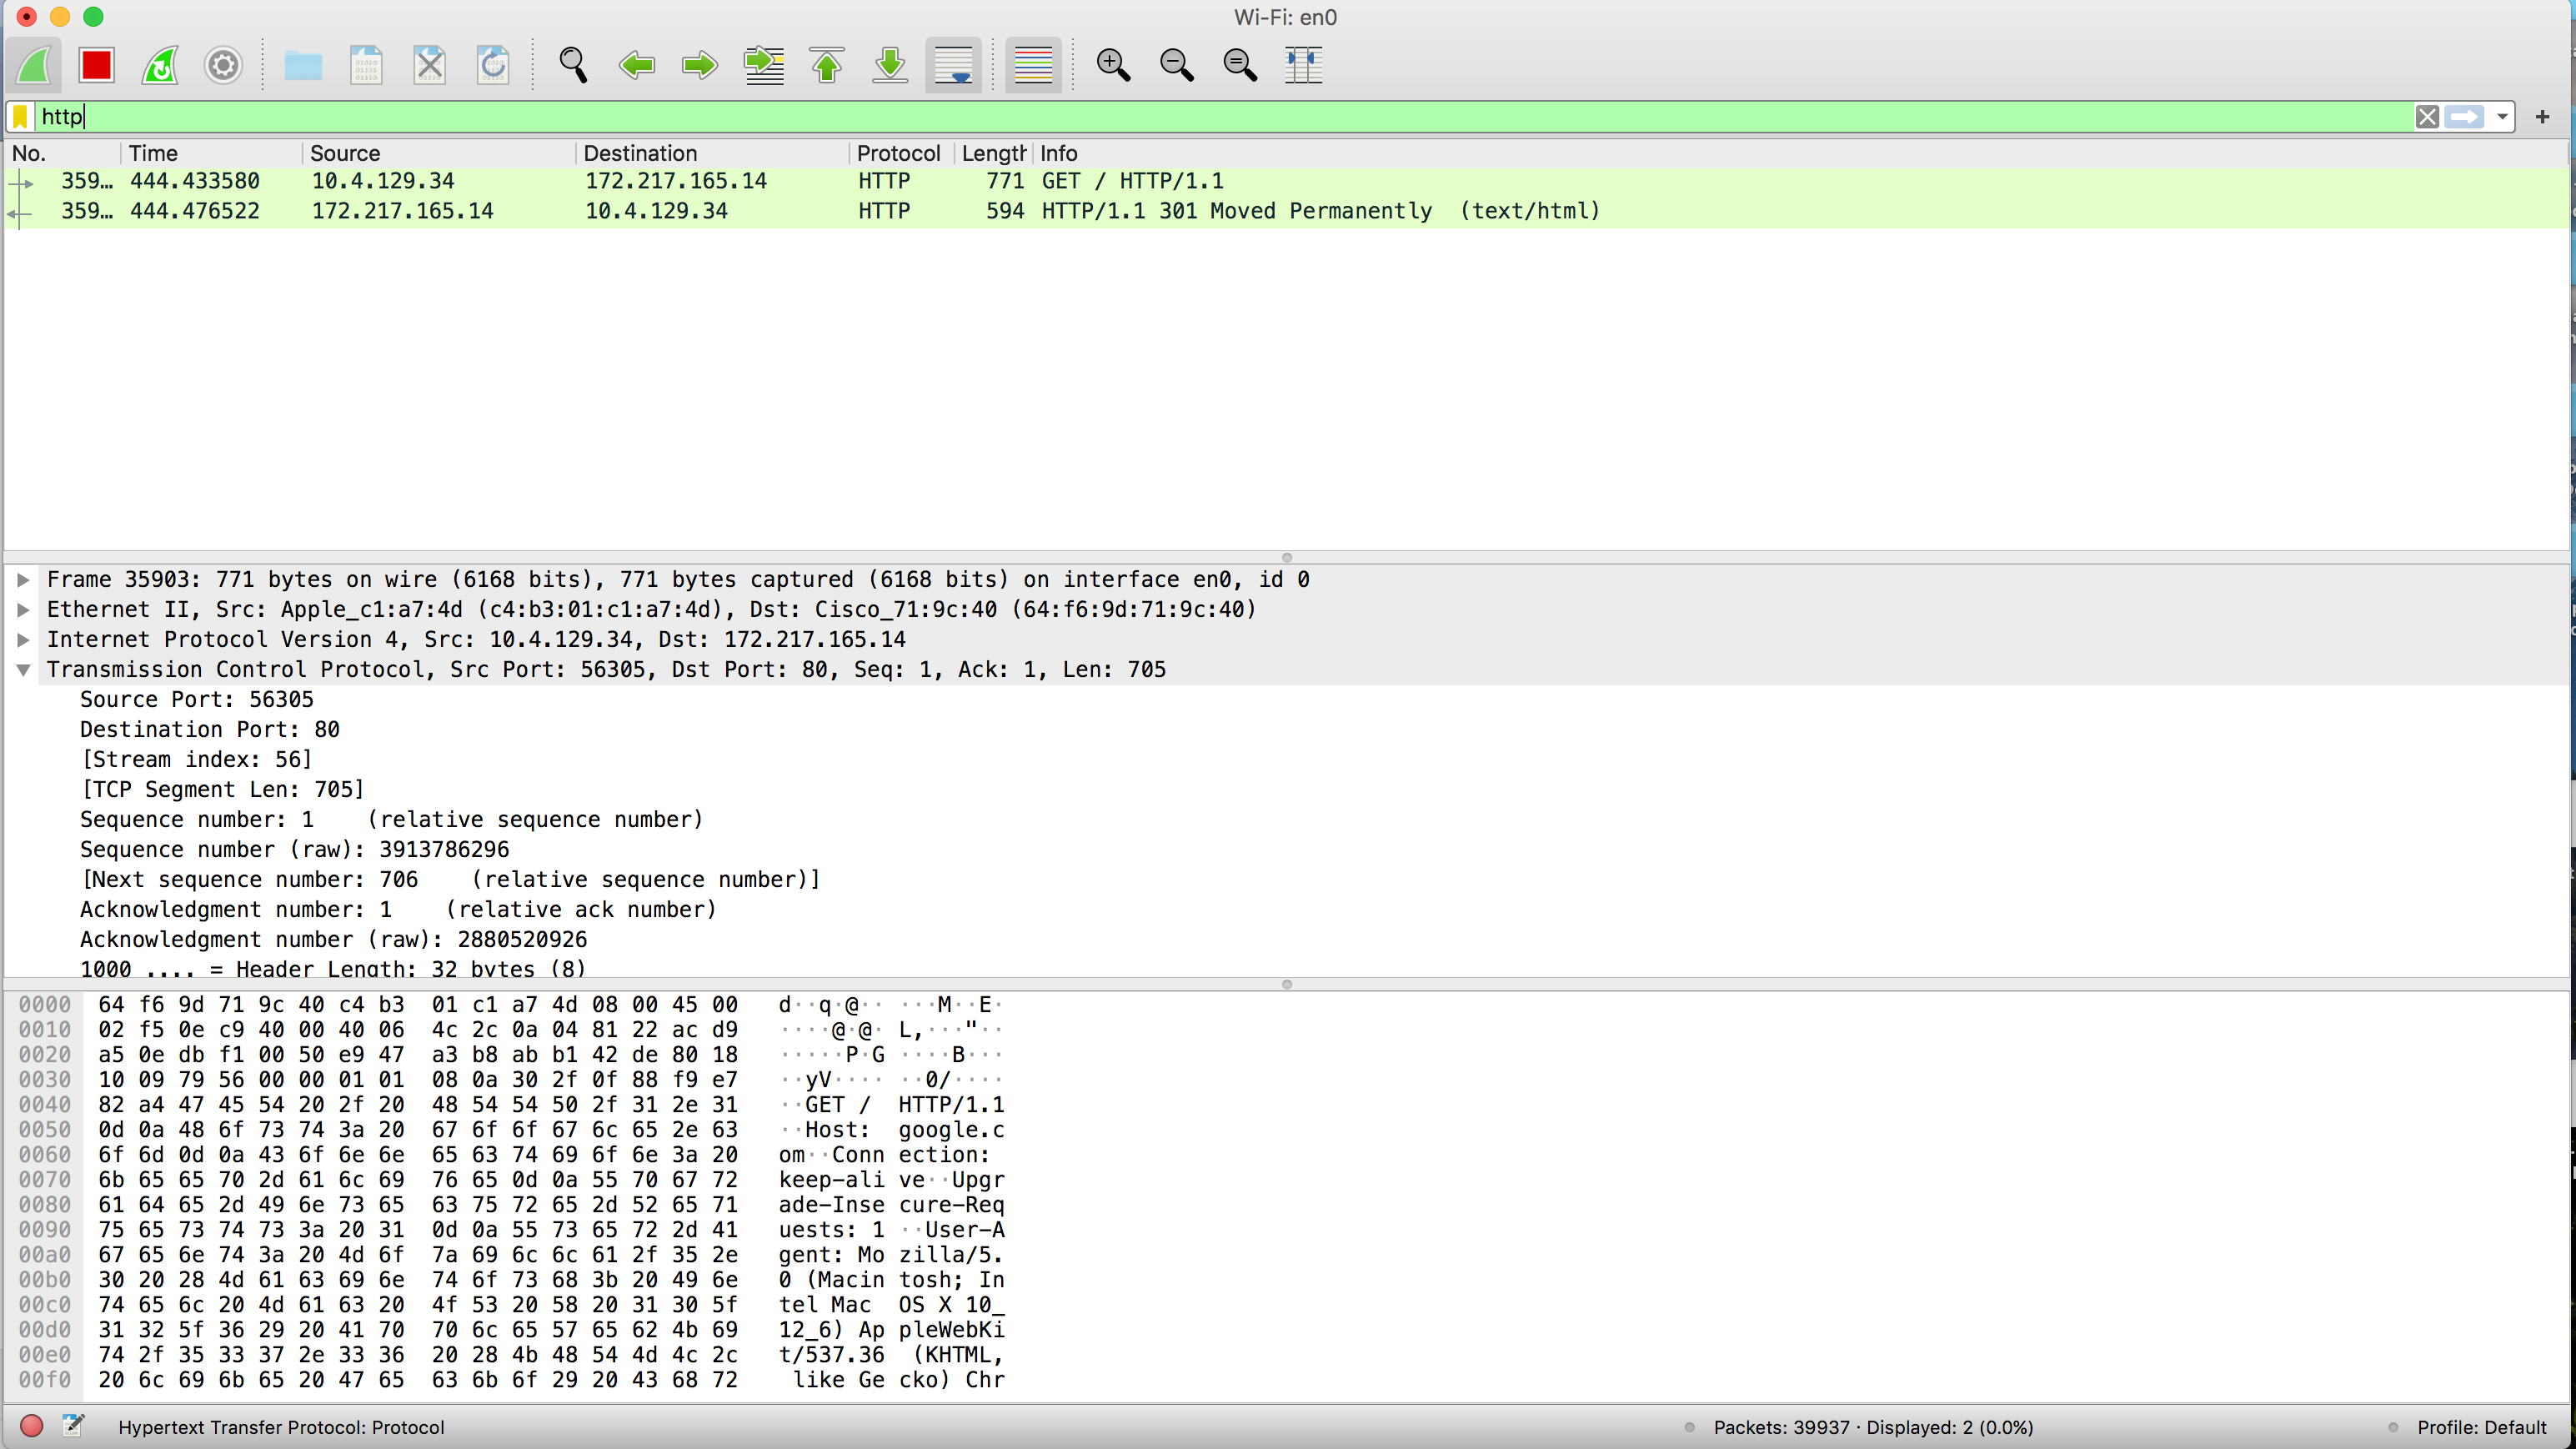 Wi-Fi: en0
http
No. Time Source Destination Protocol Length Info
359… 444.433580 10.4.129.34 172.217.165.14 HTTP 771 GET / HTTP/1.1
359… 444.476522 172.217.165.14 10.4.129.34 HTTP 594 HTTP/1.1 301 Moved Permanently (text/html)
Frame 35903: 771 bytes on wire (6168 bits), 771 bytes captured (6168 bits) on interface en0, id 0
Ethernet II, Src: Apple_c1:a7:4d (c4:b3:01:c1:a7:4d), Dst: Cisco_71:9c:40 (64:f6:9d:71:9c:40)
Internet Protocol Version 4, Src: 10.4.129.34, Dst: 172.217.165.14
Transmission Control Protocol, Src Port: 56305, Dst Port: 80, Seq: 1, Ack: 1, Len: 705
Source Port: 56305
Destination Port: 80
[Stream index: 56]
[TCP Segment Len: 705]
Sequence number: 1 (relative sequence number)
Sequence number (raw): 3913786296
[Next sequence number: 706 (relative sequence number)]
Acknowledgment number: 1 (relative ack number)
Acknowledgment number (raw): 2880520926
1000 .... = Header Length: 32 bytes (8)
0000 64 f6 9d 71 9c 40 c4 b3 01 c1 a7 4d 08 00 45 00 d··q·@·· ···M··E·
0010 02 f5 0e c9 40 00 40 06 4c 2c 0a 04 81 22 ac d9 ····@·@· L,···"··
0020 a5 0e db f1 00 50 e9 47 a3 b8 ab b1 42 de 80 18 ·····P·G ····B···
0030 10 09 79 56 00 00 01 01 08 0a 30 2f 0f 88 f9 e7 ··yV···· ··0/····
0040 82 a4 47 45 54 20 2f 20 48 54 54 50 2f 31 2e 31 ··GET / HTTP/1.1
0050 0d 0a 48 6f 73 74 3a 20 67 6f 6f 67 6c 65 2e 63 ··Host: google.c
0060 6f 6d 0d 0a 43 6f 6e 6e 65 63 74 69 6f 6e 3a 20 om··Conn ection:
0070 6b 65 65 70 2d 61 6c 69 76 65 0d 0a 55 70 67 72 keep-ali ve··Upgr
0080 61 64 65 2d 49 6e 73 65 63 75 72 65 2d 52 65 71 ade-Inse cure-Req
0090 75 65 73 74 73 3a 20 31 0d 0a 55 73 65 72 2d 41 uests: 1 ··User-A
00a0 67 65 6e 74 3a 20 4d 6f 7a 69 6c 6c 61 2f 35 2e gent: Mo zilla/5.
00b0 30 20 28 4d 61 63 69 6e 74 6f 73 68 3b 20 49 6e 0 (Macin tosh; In
00c0 74 65 6c 20 4d 61 63 20 4f 53 20 58 20 31 30 5f tel Mac OS X 10_
00d0 31 32 5f 36 29 20 41 70 70 6c 65 57 65 62 4b 69 12_6) Ap pleWebKi
00e0 74 2f 35 33 37 2e 33 36 20 28 4b 48 54 4d 4c 2c t/537.36 (KHTML,
00f0 20 6c 69 6b 65 20 47 65 63 6b 6f 29 20 43 68 72 like Ge cko) Chr
Hypertext Transfer Protocol: Protocol Packets: 39937 · Displayed: 2 (0.0%) Profile: Default